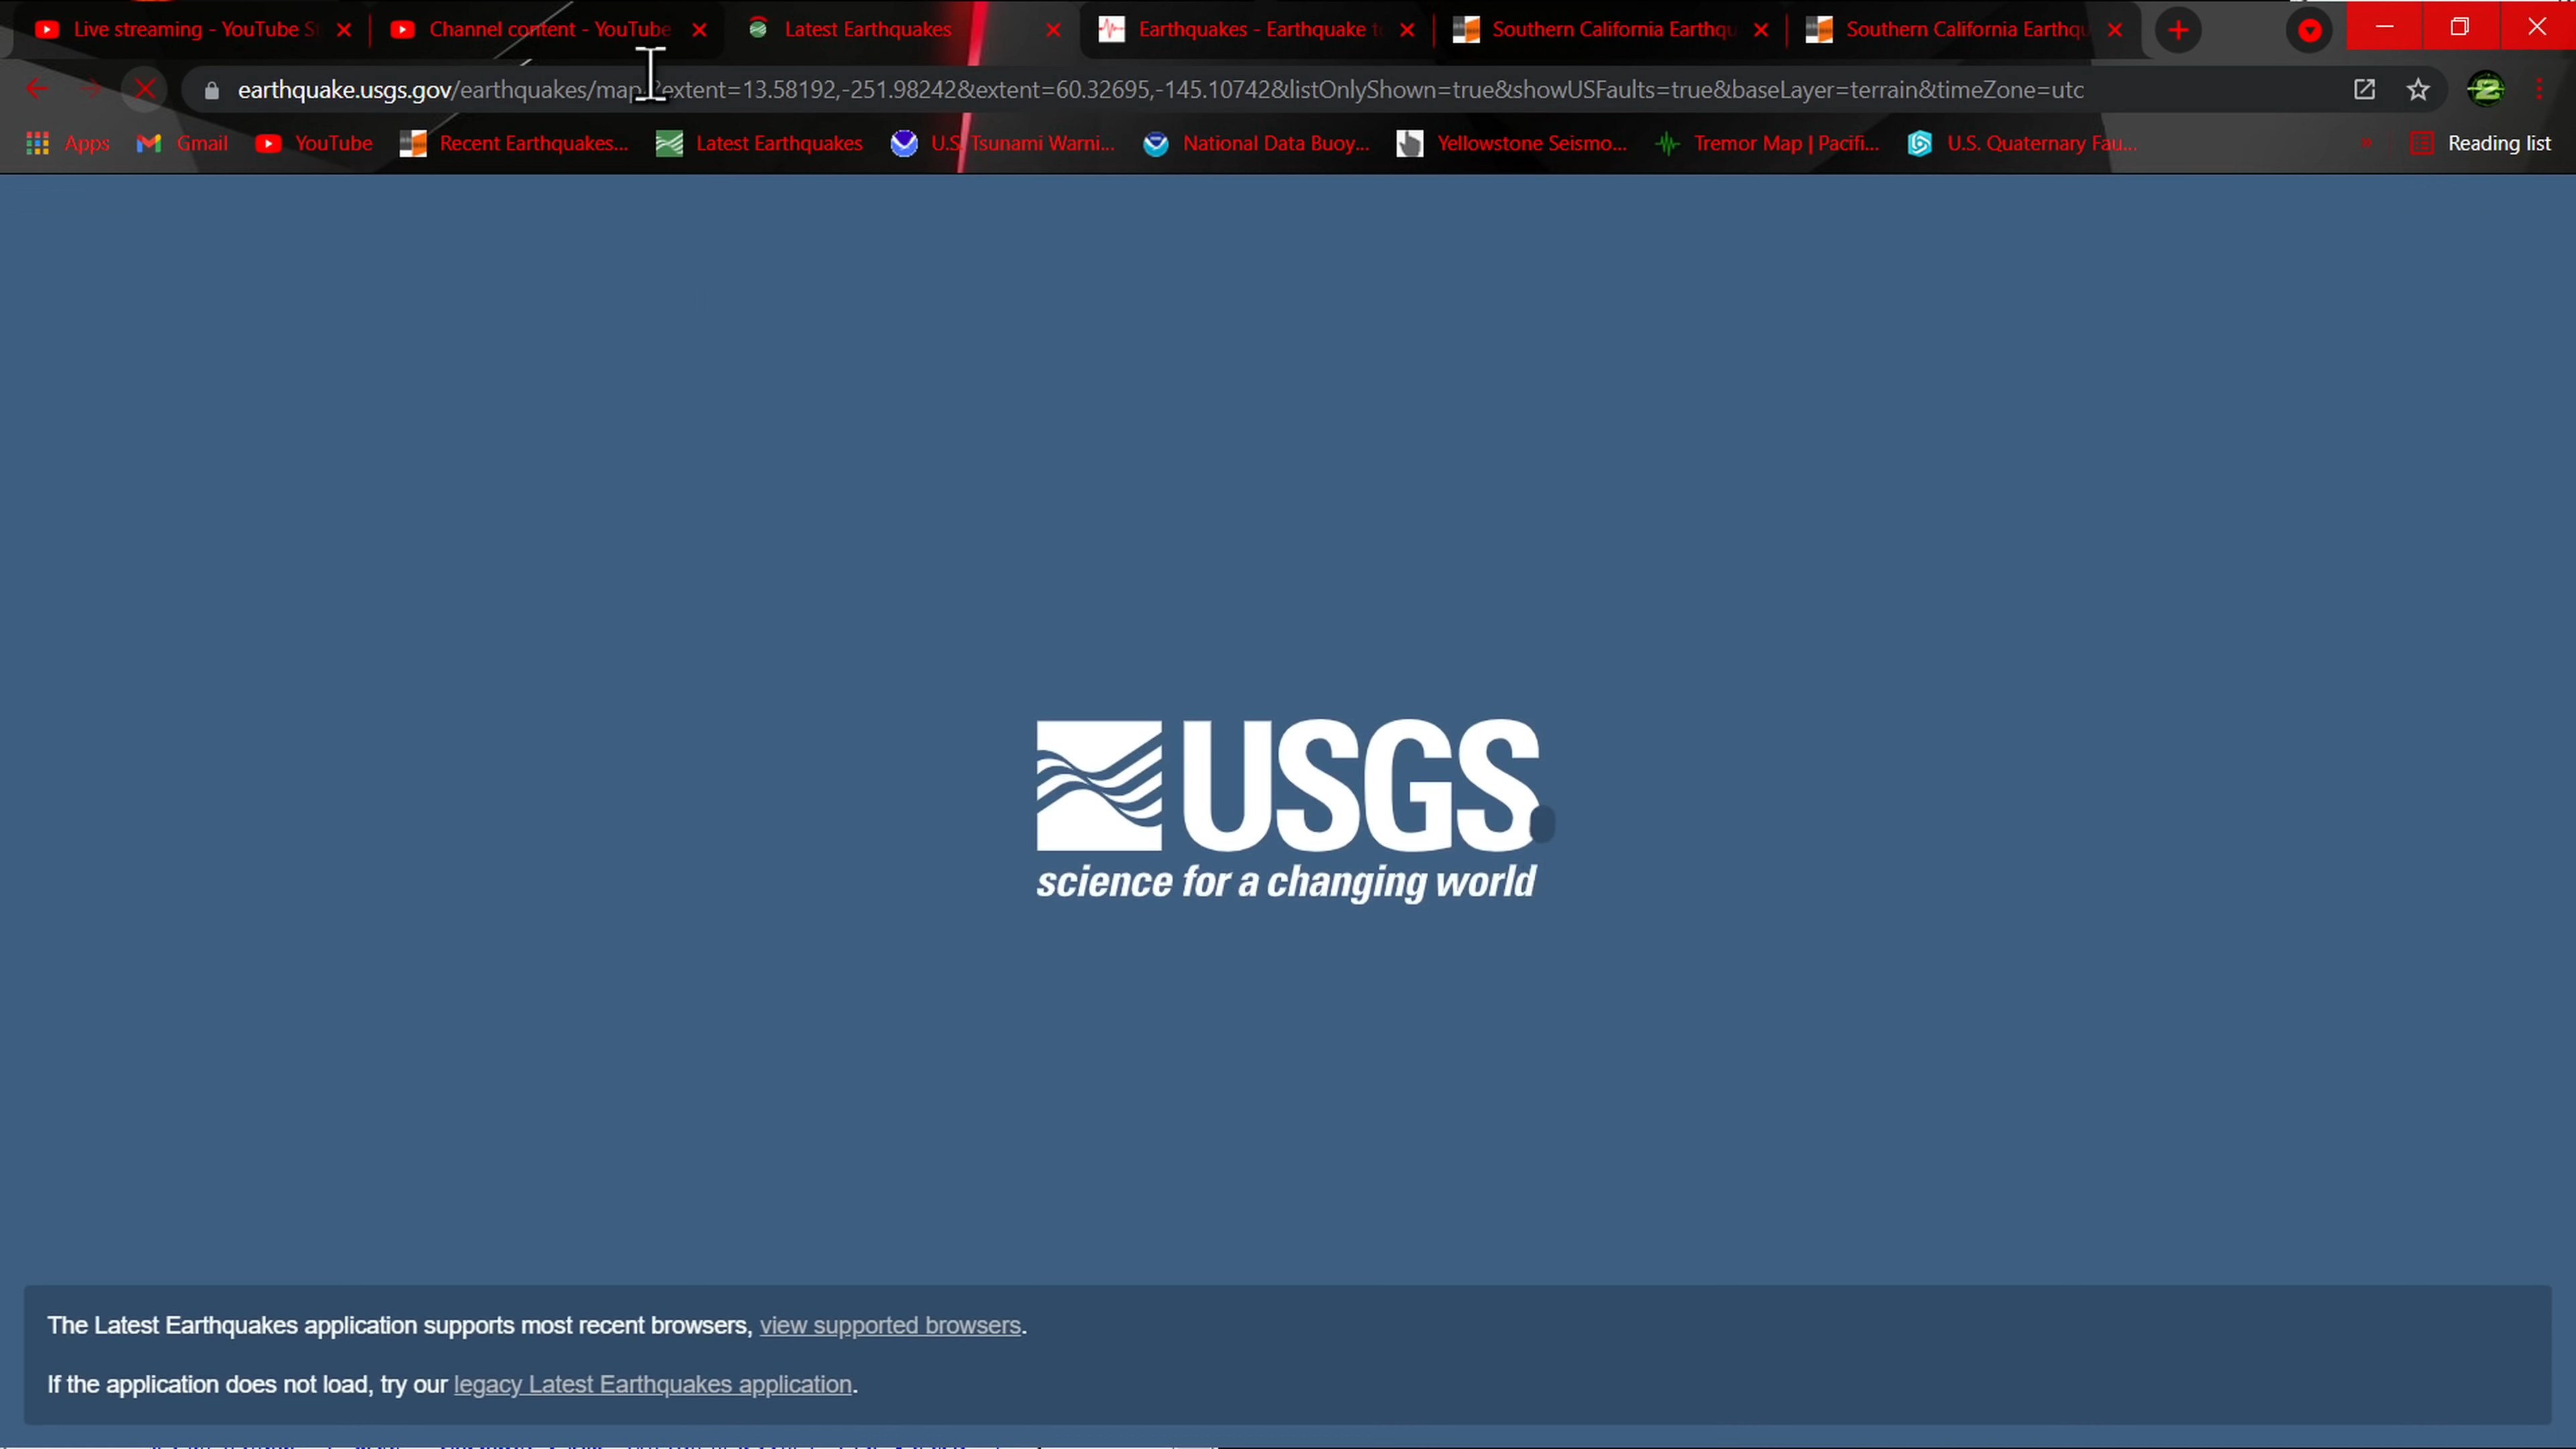 Live streaming - YouTube S
Channel content - YouTube
Latest Earthquakes
Earthquakes - Earthquake t
Southern California Earthqu
Southern California Earthqu
earthquake.usgs.gov/earthquakes/map/?extent=13.58192,-251.98242&extent=60.32695,-145.10742&listOnlyShown=true&showUSFaults=true&baseLayer=terrain&timeZone=utc
Apps
Gmail
YouTube
Recent Earthquakes...
Latest Earthquakes
U.S. Tsunami Warni...
National Data Buoy...
Yellowstone Seismo...
Tremor Map | Pacifi...
U.S. Quaternary Fau...
Reading list
USGS
science for a changing world
The Latest Earthquakes application supports most recent browsers, view supported browsers.
If the application does not load, try our legacy Latest Earthquakes application.